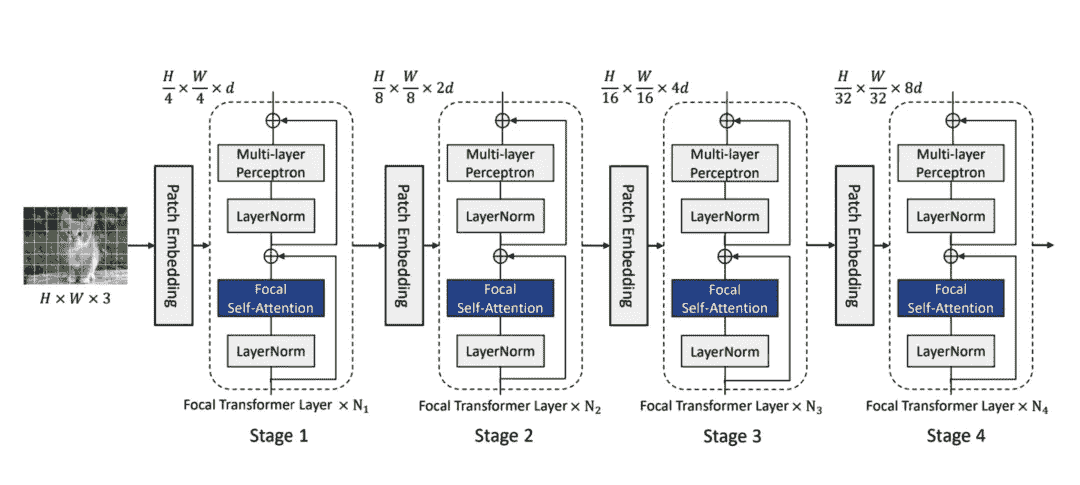 H/4 × W/4 × d
H/8 × W/8 × 2d
H/16 × W/16 × 4d
H/32 × W/32 × 8d
H × W × 3
Patch Embedding
Multi-layer
Perceptron
LayerNorm
Focal
Self-Attention
LayerNorm
Focal Transformer Layer × N₁
Stage 1
Patch Embedding
Multi-layer
Perceptron
LayerNorm
Focal
Self-Attention
LayerNorm
Focal Transformer Layer × N₂
Stage 2
Patch Embedding
Multi-layer
Perceptron
LayerNorm
Focal
Self-Attention
LayerNorm
Focal Transformer Layer × N₃
Stage 3
Patch Embedding
Multi-layer
Perceptron
LayerNorm
Focal
Self-Attention
LayerNorm
Focal Transformer Layer × N₄
Stage 4